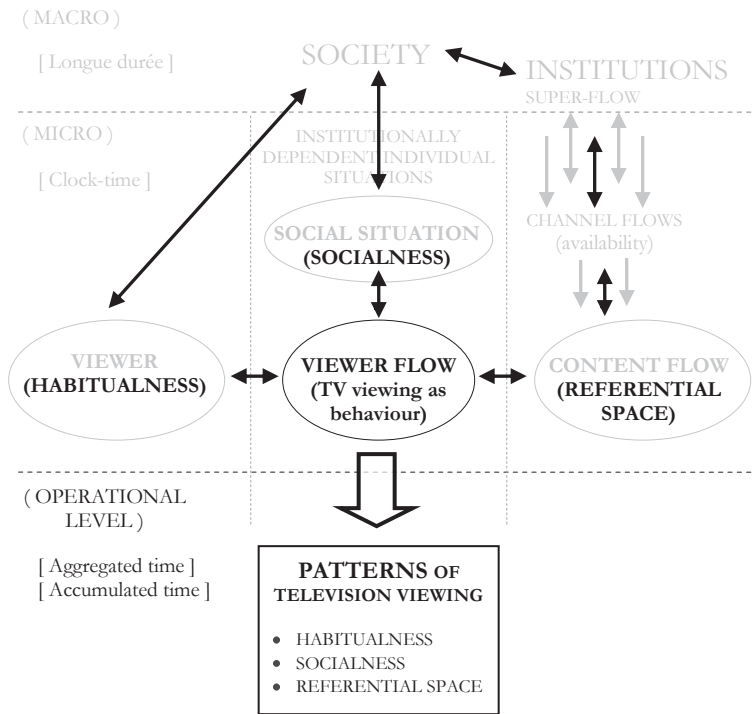 ( MACRO)
[ Longue durée ]
SOCIETY
INSTITUTIONS
SUPER-FLOW
( MICRO)
[ Clock-time ]
INSTITUTIONALLY
DEPENDENT INDIVIDUAL
SITUATIONS
SOCIAL SITUATION
(SOCIALNESS)
CHANNEL FLOWS
(availability)
VIEWER
(HABITUALNESS)
VIEWER FLOW
(TV viewing as
behaviour)
CONTENT FLOW
(REFERENTIAL
SPACE)
( OPERATIONAL
LEVEL )
[ Aggregated time ]
[ Accumulated time ]
PATTERNS OF
TELEVISION VIEWING
• HABITUALNESS
• SOCIALNESS
• REFERENTIAL SPACE